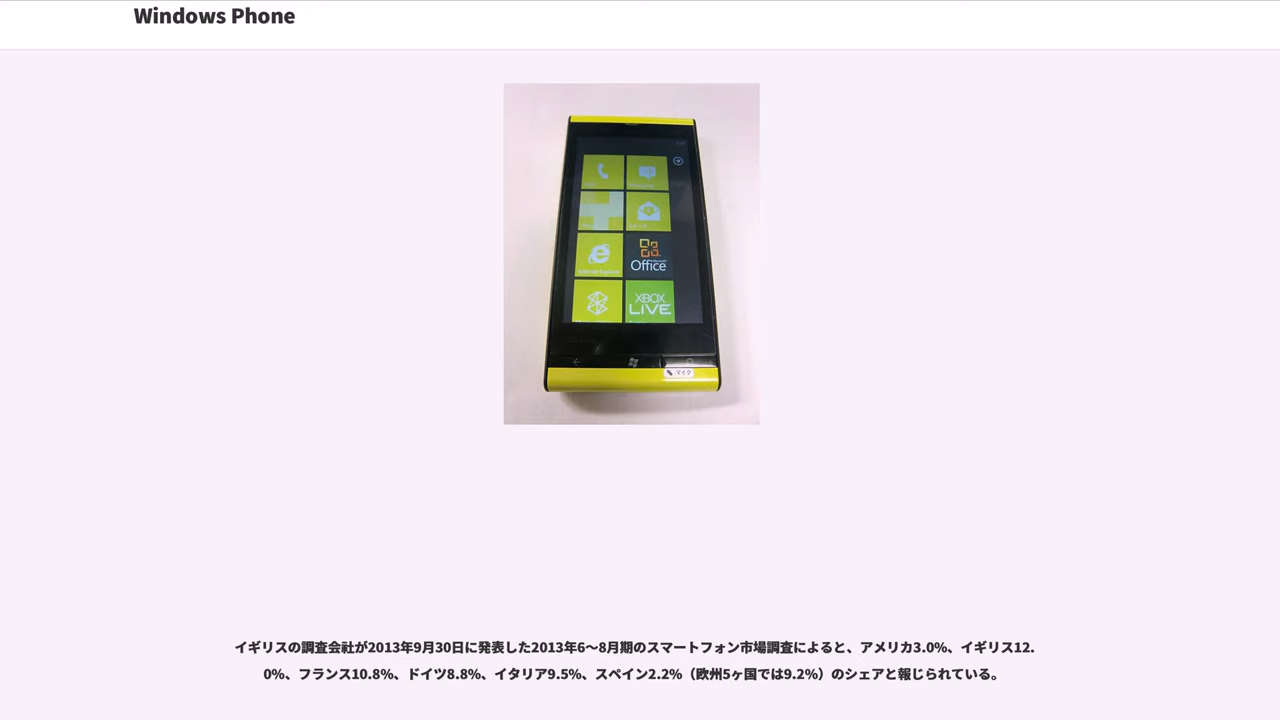 Windows Phone
Office
XBOX
LIVE
マイク
イギリスの調査会社が2013年9月30日に発表した2013年6〜8月期のスマートフォン市場調査によると、アメリカ3.0%、イギリス12.
0%、フランス10.8%、ドイツ8.8%、イタリア9.5%、スペイン2.2%（欧州5ヶ国では9.2%）のシェアと報じられている。